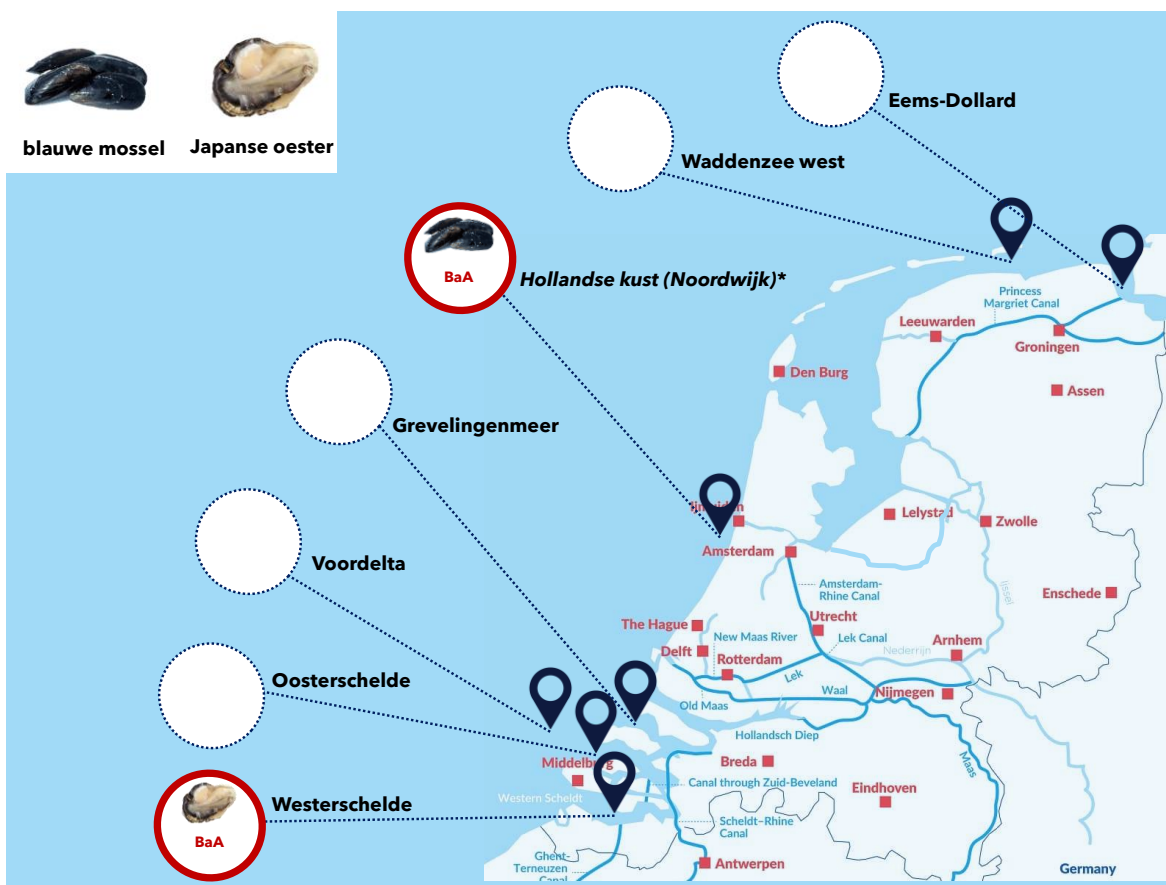 blauwe mossel
Japanse oester
Eems-Dollard
Waddenzee west
BaA
Hollandse kust (Noordwijk)*
Princess
Margriet Canal
Leeuwarden
Groningen
Den Burg
Assen
Grevelingenmeer
Lelystad
Zwolle
Amsterdam
Voordelta
Amsterdam-
Rhine Canal
Ijssel
Enschede
The Hague
New Maas River
Utrecht
Lek Canal
Arnhem
Delft
Rotterdam
Nederrijn
Oosterschelde
Lek
Waal
Nijmegen
Old Maas
Hollandsch Diep
Middelburg
Breda
Maas
Canal through Zuid-Beveland
Eindhoven
Westerschelde
BaA
Western Scheldt
Scheldt–Rhine
Canal
Ghent-
Terneuzen
Canal
Antwerpen
Germany